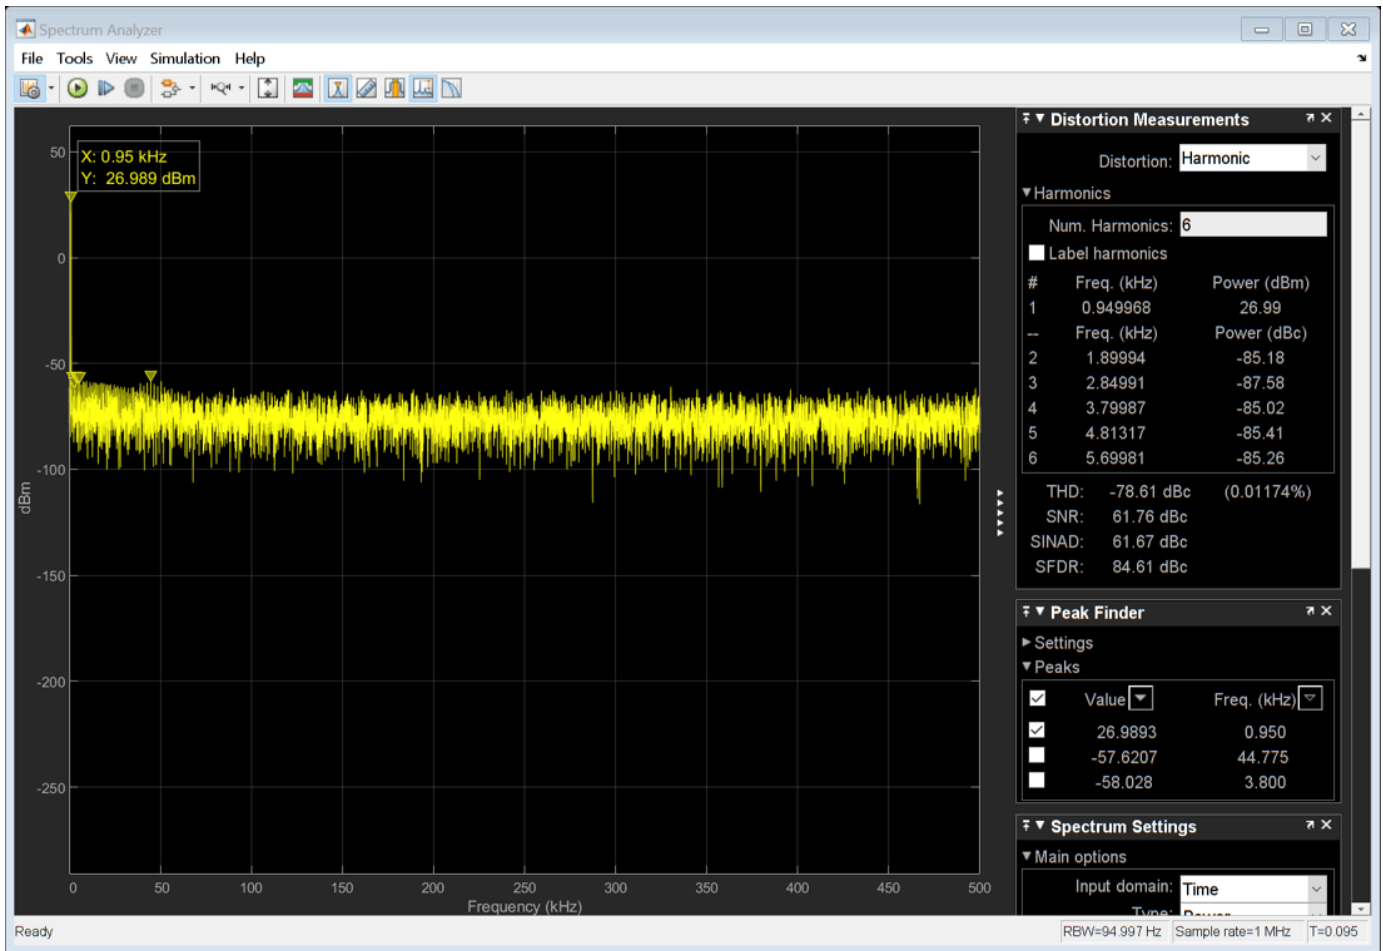 Spectrum Analyzer
File Tools View Simulation Help
X: 0.95 kHz
Y: 26.989 dBm
50
0
-50
-100
-150
-200
-250
dBm
0 50 100 150 200 250 300 350 400 450 500
Frequency (kHz)
Distortion Measurements
Distortion: Harmonic
Harmonics
Num. Harmonics: 6
Label harmonics
# Freq. (kHz) Power (dBm)
1 0.949968 26.99
-- Freq. (kHz) Power (dBc)
2 1.89994 -85.18
3 2.84991 -87.58
4 3.79987 -85.02
5 4.81317 -85.41
6 5.69981 -85.26
THD: -78.61 dBc (0.01174%)
SNR: 61.76 dBc
SINAD: 61.67 dBc
SFDR: 84.61 dBc
Peak Finder
Settings
Peaks
Value Freq. (kHz)
26.9893 0.950
-57.6207 44.775
-58.028 3.800
Spectrum Settings
Main options
Input domain: Time
Type: Power
Ready
RBW=94.997 Hz Sample rate=1 MHz T=0.095